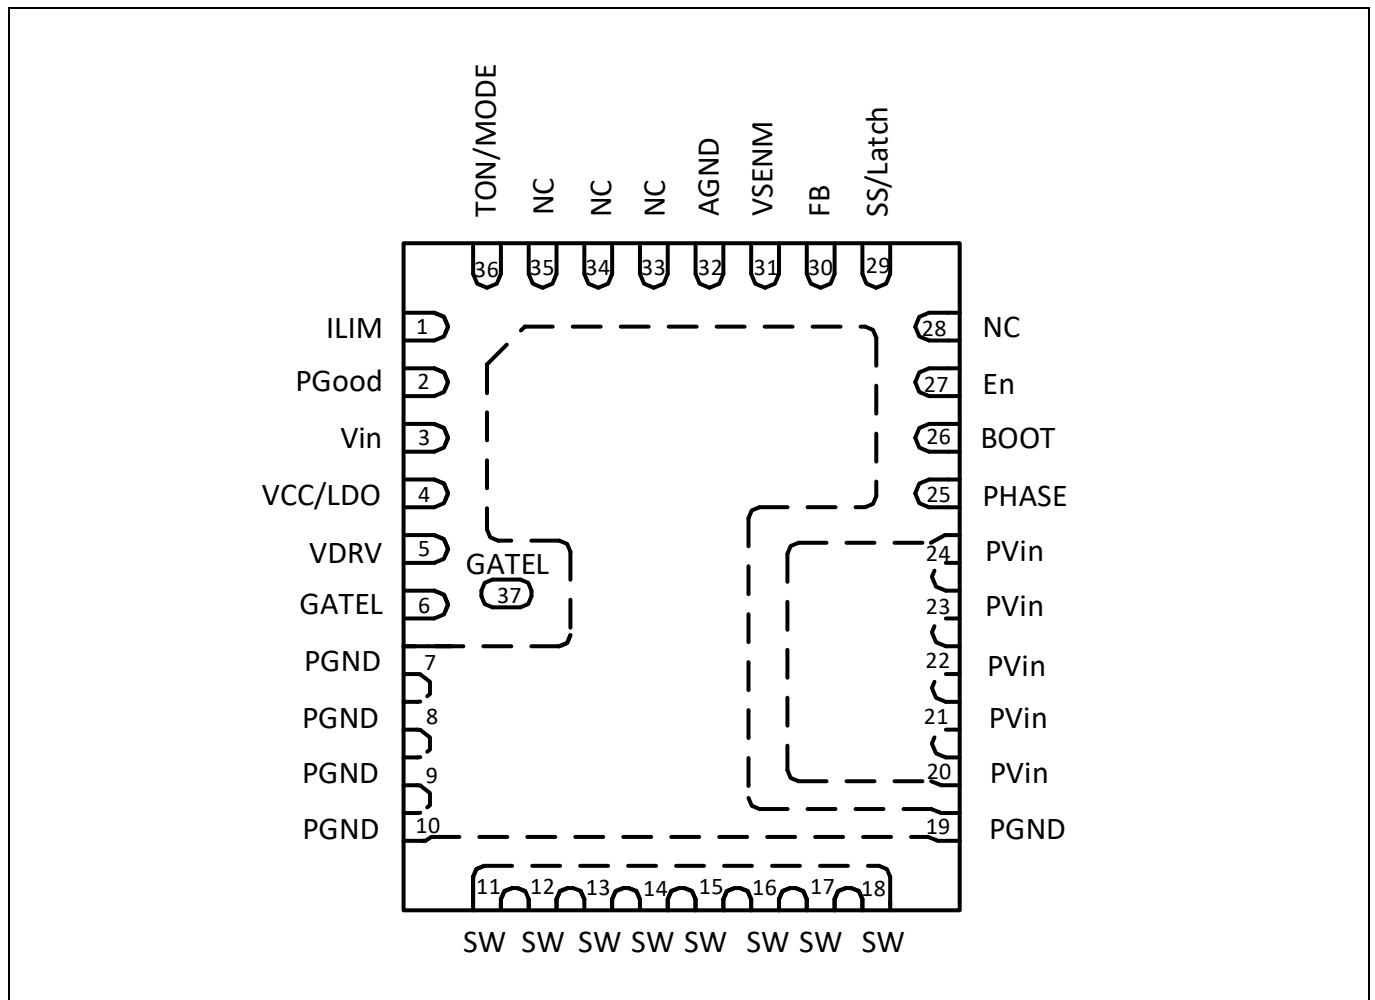 TON/MODE
NC
NC
NC
AGND
VSENM
FB
SS/Latch
36 35 34 33 32 31 30 29
ILIM 1 28 NC
PGood 2 27 En
Vin 3 26 BOOT
VCC/LDO 4 25 PHASE
VDRV 5 24 PVin
GATEL
37
GATEL 6 23 PVin
PGND 7 22 PVin
PGND 8 21 PVin
PGND 9 20 PVin
PGND 10 19 PGND
11 12 13 14 15 16 17 18
SW SW SW SW SW SW SW SW